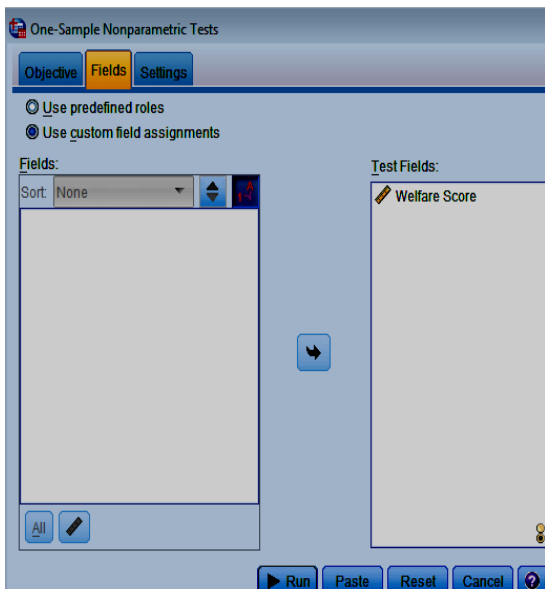 One-Sample Nonparametric Tests
Objective Fields Settings
Use predefined roles
Use custom field assignments
Fields:
Sort: None
Test Fields:
Welfare Score
All
Run Paste Reset Cancel ?